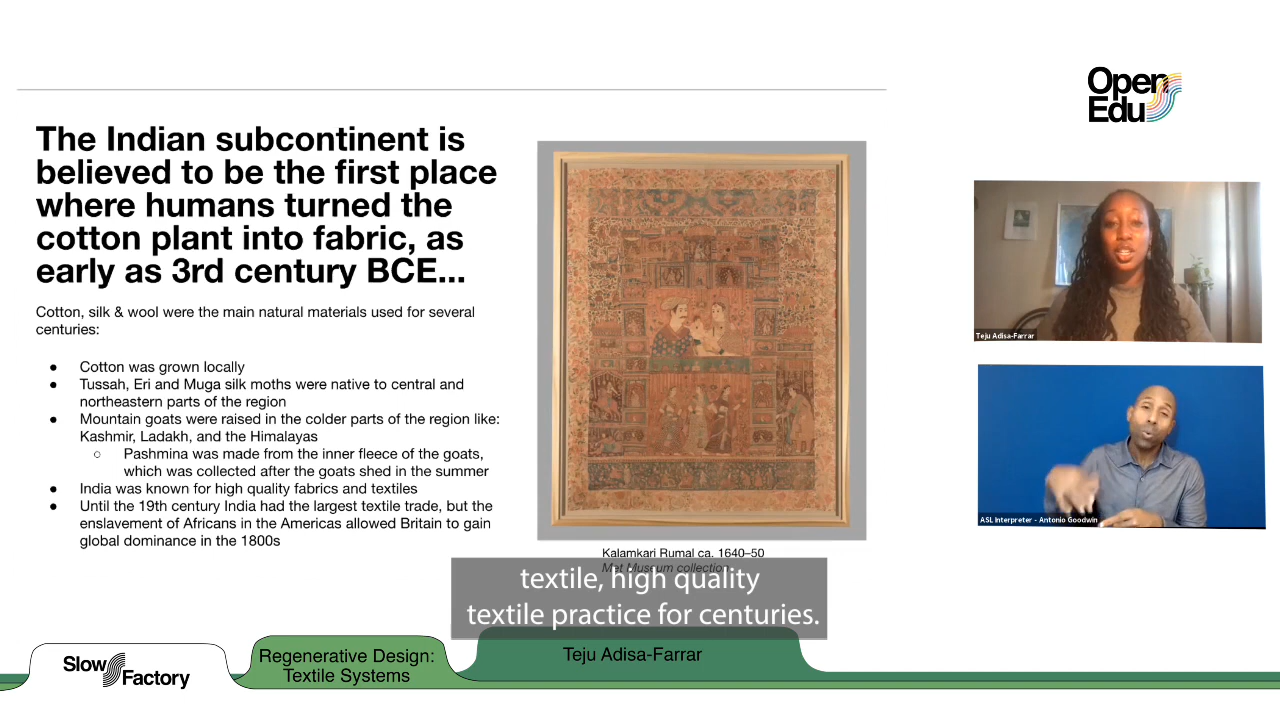 Open
Edu
The Indian subcontinent is
believed to be the first place
where humans turned the
cotton plant into fabric, as
early as 3rd century BCE...
Cotton, silk & wool were the main natural materials used for several
centuries:
● Cotton was grown locally
● Tussah, Eri and Muga silk moths were native to central and
northeastern parts of the region
● Mountain goats were raised in the colder parts of the region like:
Kashmir, Ladakh, and the Himalayas
○ Pashmina was made from the inner fleece of the goats,
which was collected after the goats shed in the summer
● India was known for high quality fabrics and textiles
● Until the 19th century India had the largest textile trade, but the
enslavement of Africans in the Americas allowed Britain to gain
global dominance in the 1800s
Kalamkari Rumal ca. 1640–50
Met Museum collection
Teju Adisa-Farrar
ASL Interpreter - Antonio Goodwin
textile, high quality
textile practice for centuries.
Slow
Factory
Regenerative Design:
Textile Systems
Teju Adisa-Farrar